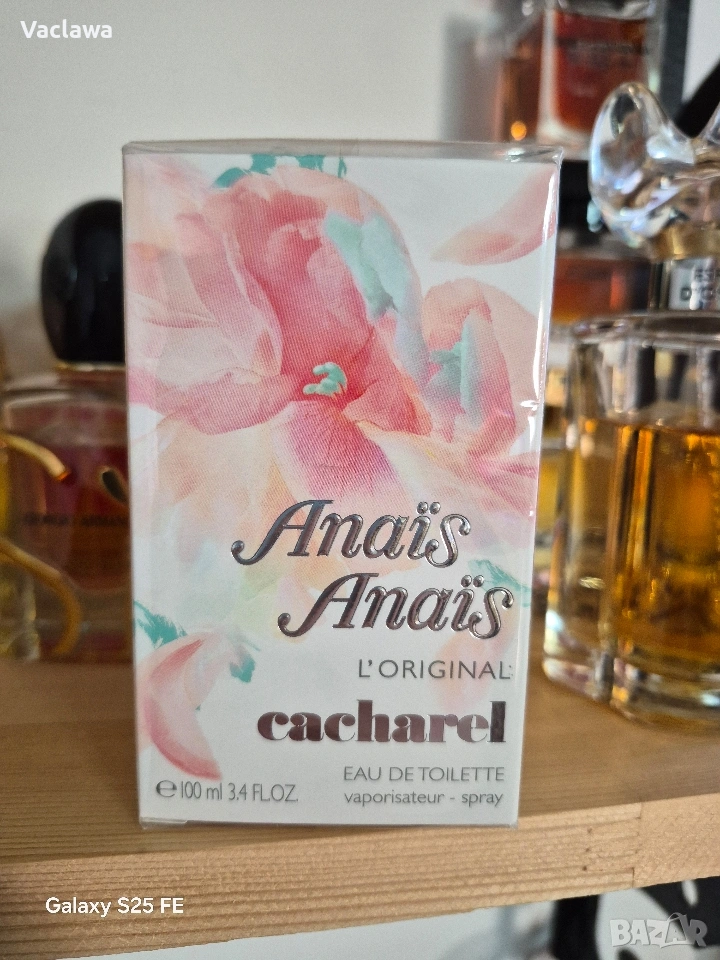 Vaclawa
Anaïs
Anaïs
L'ORIGINAL
cacharel
EAU DE TOILETTE
℮100 ml 3.4 FL.OZ.
vaporisateur - spray
Galaxy S25 FE
BAZAR